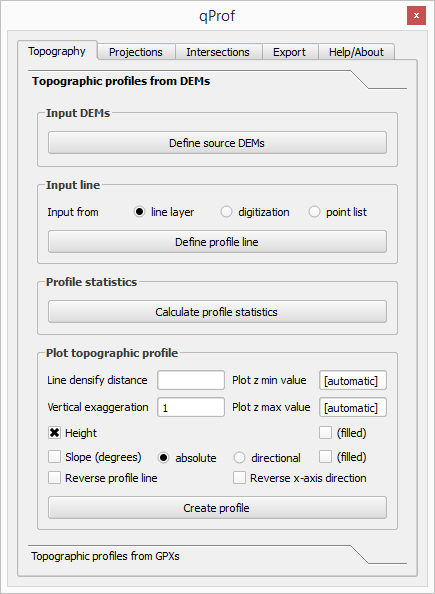 qProf
x
Topography Projections Intersections Export Help/About
Topographic profiles from DEMs
Input DEMs
Define source DEMs
Input line
Input from line layer digitization point list
Define profile line
Profile statistics
Calculate profile statistics
Plot topographic profile
Line densify distance Plot z min value [automatic]
Vertical exaggeration 1 Plot z max value [automatic]
Height (filled)
Slope (degrees) absolute directional (filled)
Reverse profile line Reverse x-axis direction
Create profile
Topographic profiles from GPXs